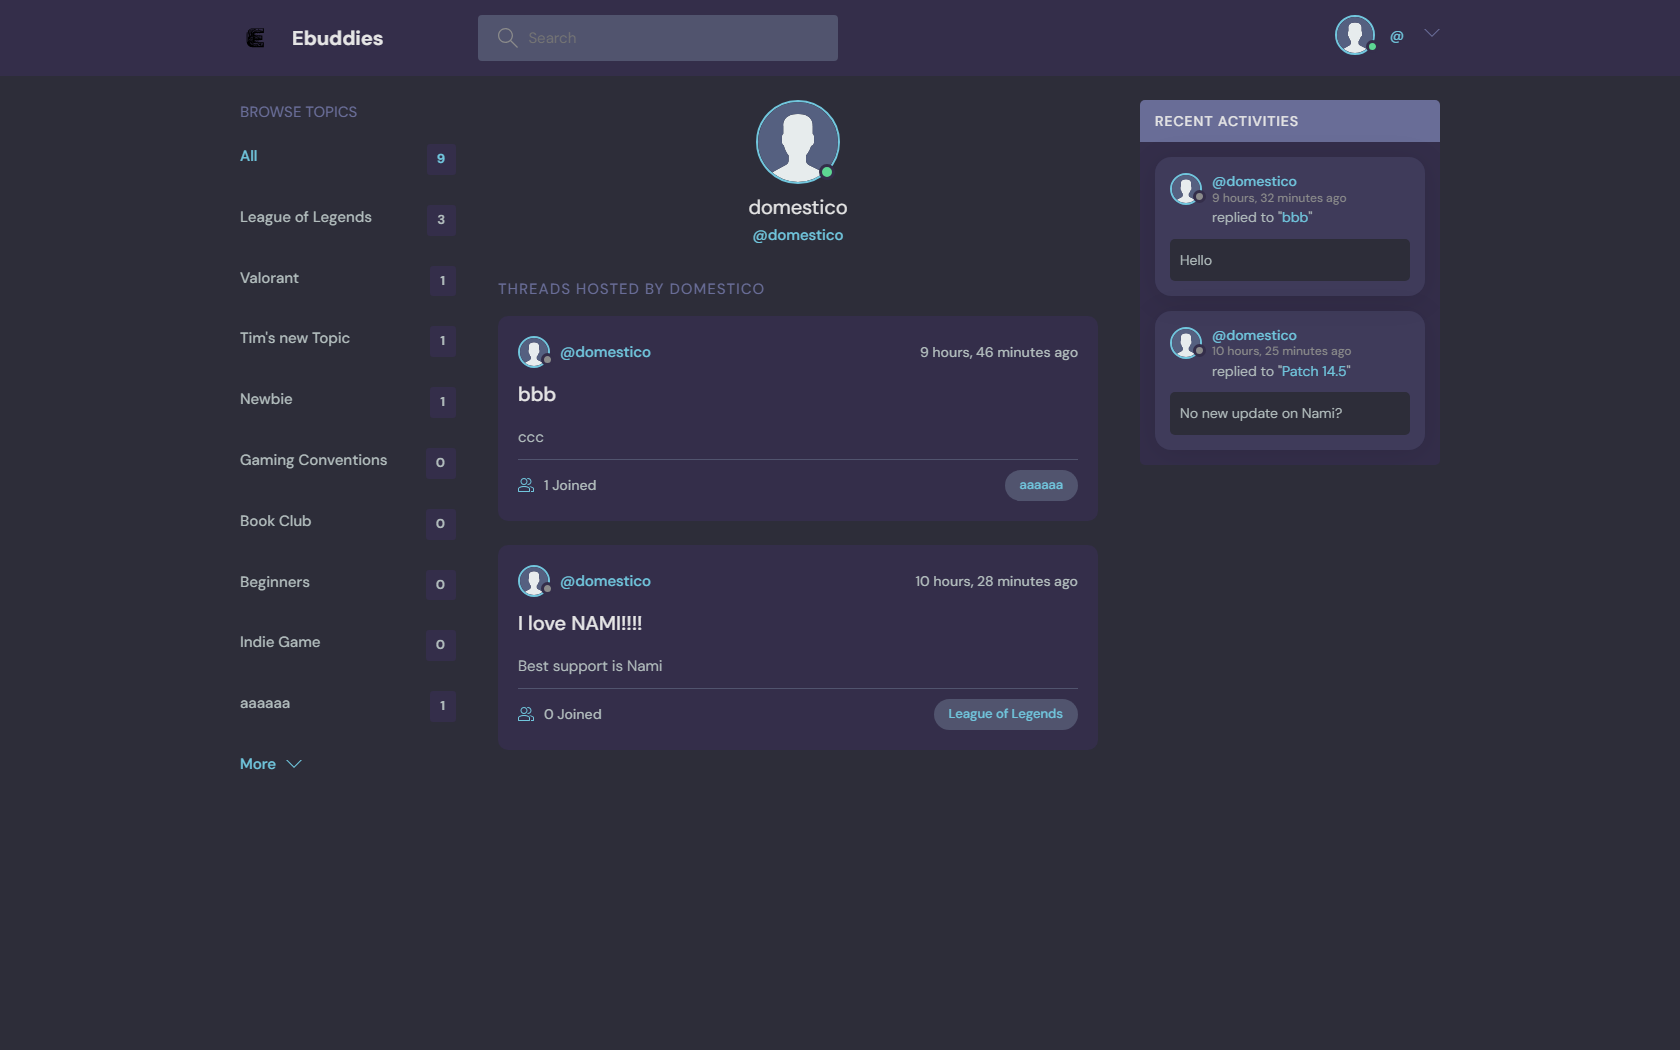 Ebuddies
Search
@
BROWSE TOPICS
All 9
League of Legends 3
Valorant 1
Tim's new Topic 1
Newbie 1
Gaming Conventions 0
Book Club 0
Beginners 0
Indie Game 0
aaaaaa 1
More
domestico
@domestico
THREADS HOSTED BY DOMESTICO
@domestico 9 hours, 46 minutes ago
bbb
ccc
1 Joined aaaaaa
@domestico 10 hours, 28 minutes ago
I love NAMI!!!!
Best support is Nami
0 Joined League of Legends
RECENT ACTIVITIES
@domestico
9 hours, 32 minutes ago
replied to "bbb"
Hello
@domestico
10 hours, 25 minutes ago
replied to "Patch 14.5"
No new update on Nami?